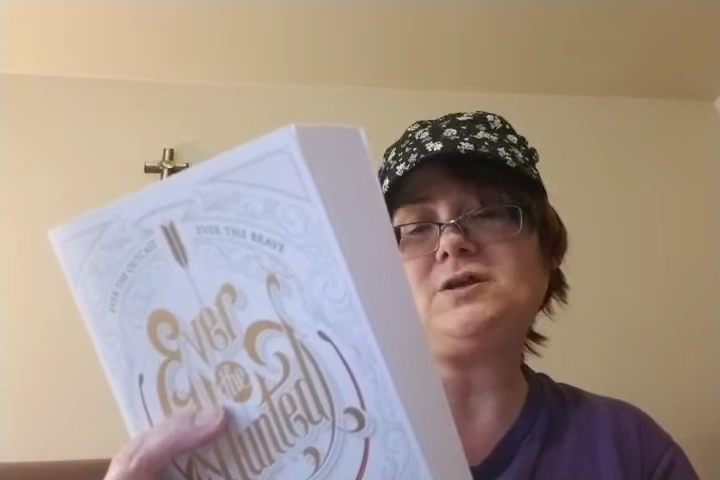 EVER THE OUTCAST
EVER THE BRAVE
Ever
the
Hunted